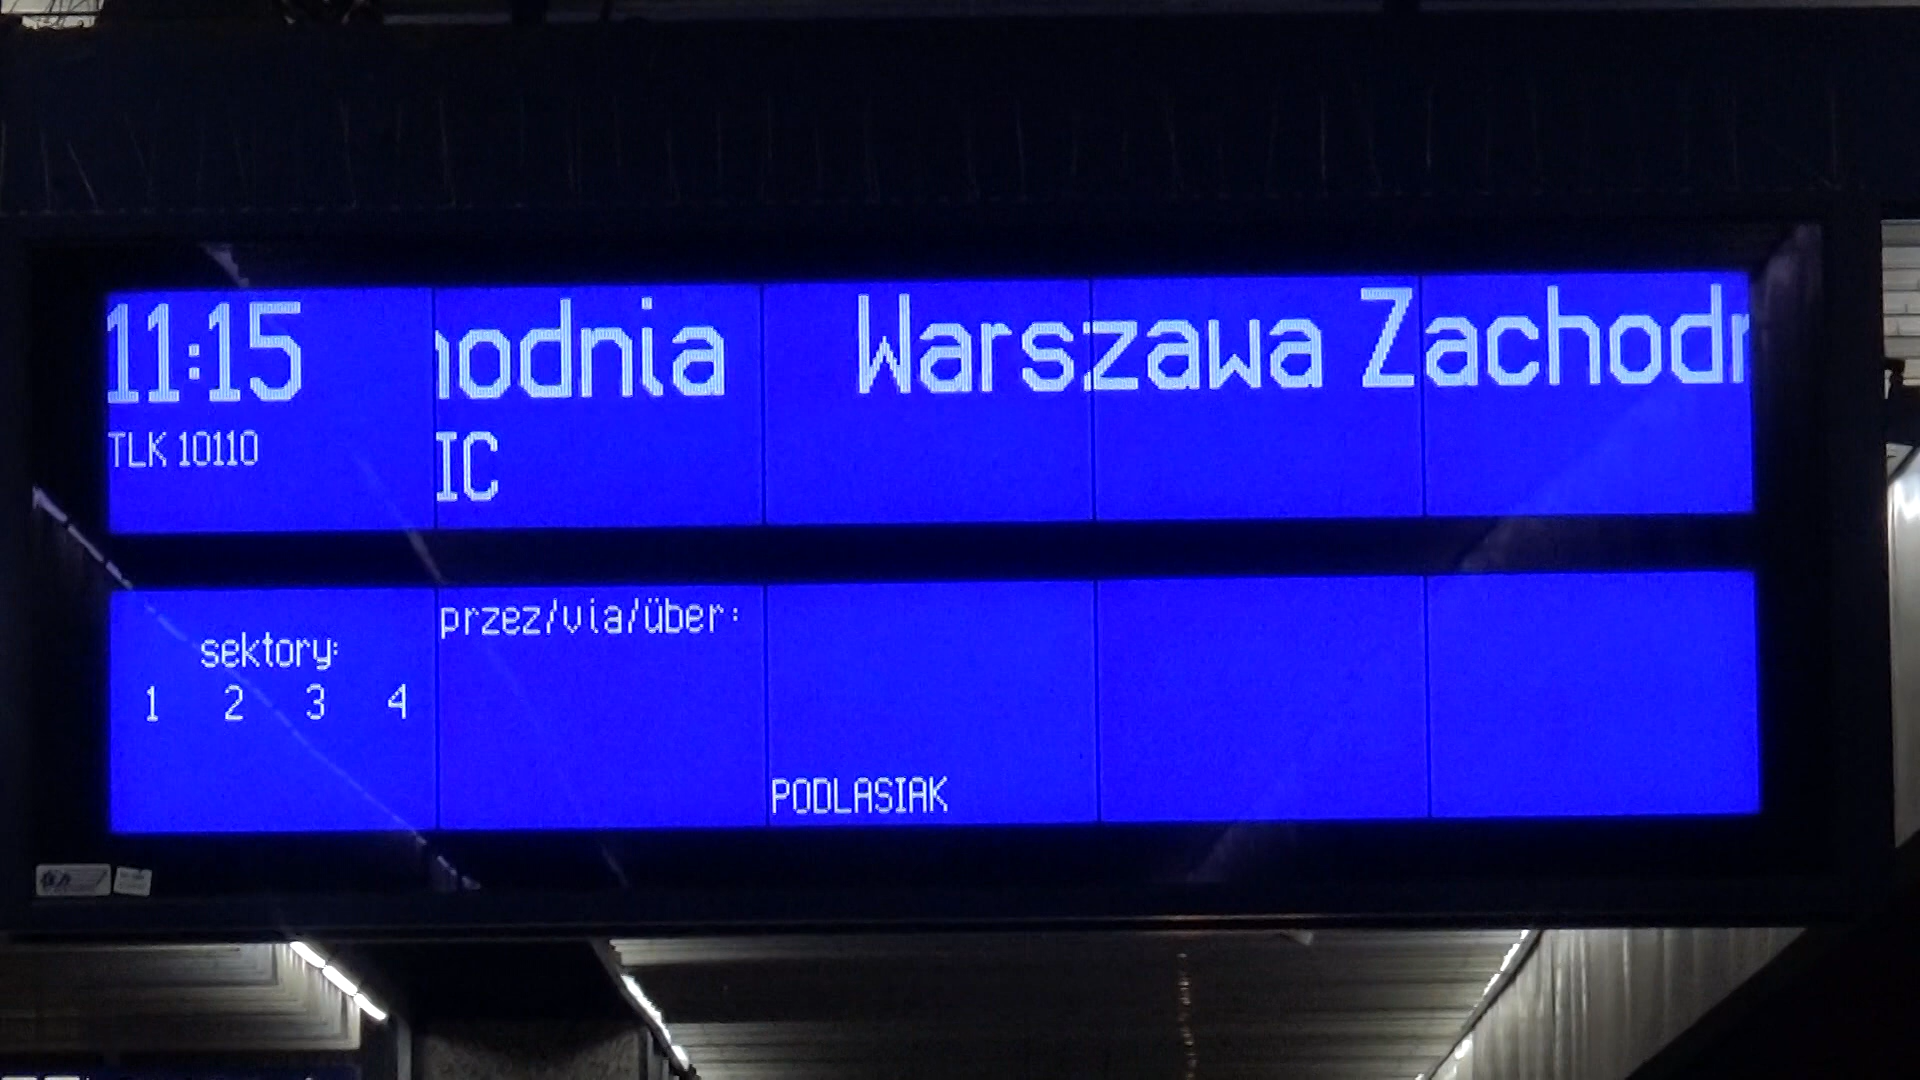 11:15 hodnia Warszawa Zachodn
TLK 10110
IC
przez/via/über:
sektory:
1 2 3 4
PODLASIAK